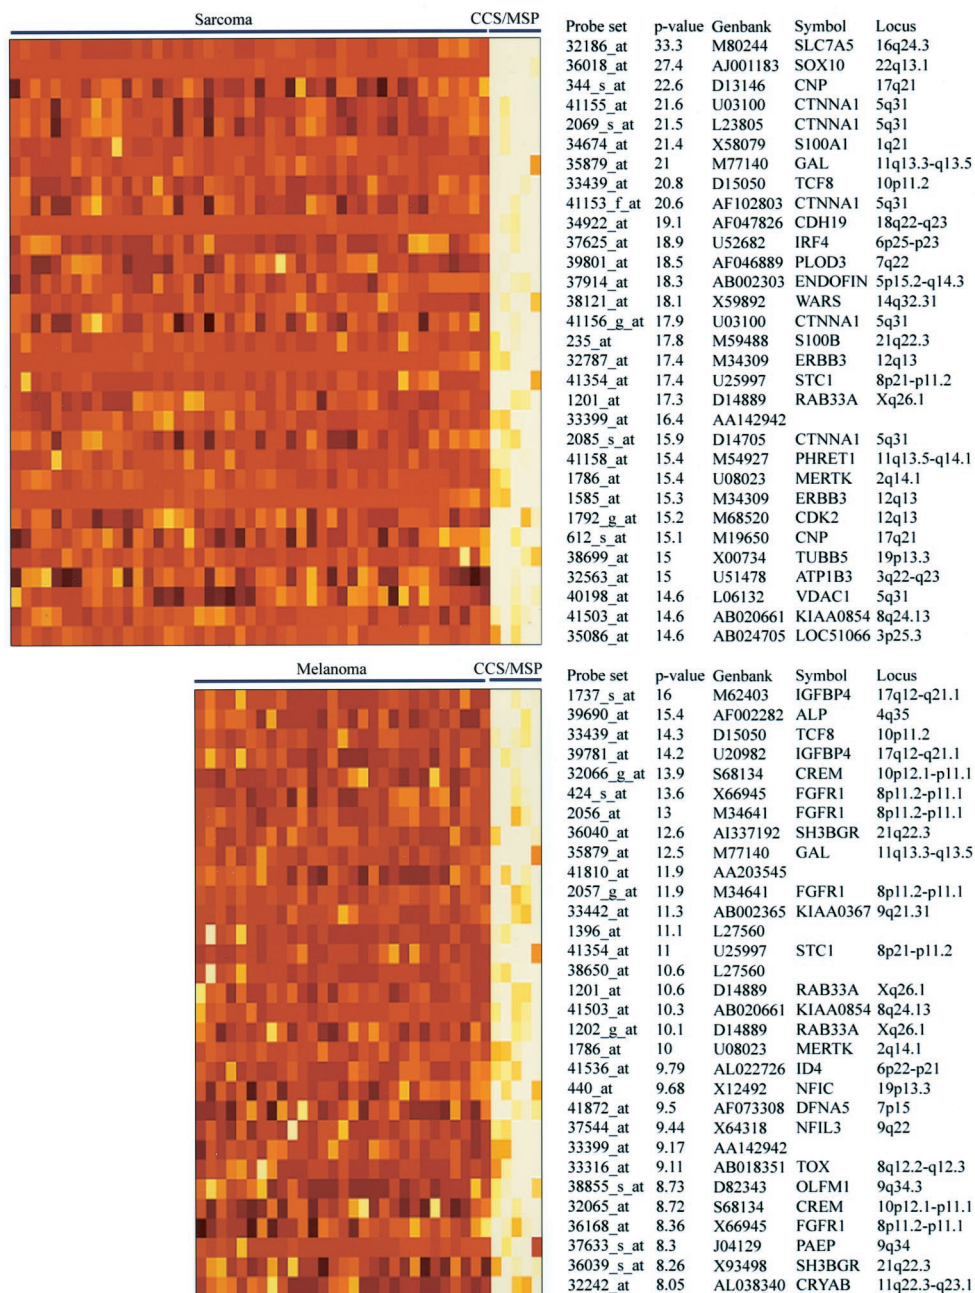 Sarcoma CCS/MSP
Probe set p-value Genbank Symbol Locus
32186_at 33.3 M80244 SLC7A5 16q24.3
36018_at 27.4 AJ001183 SOX10 22q13.1
344_s_at 22.6 D13146 CNP 17q21
41155_at 21.6 U03100 CTNNA1 5q31
2069_s_at 21.5 L23805 CTNNA1 5q31
34674_at 21.4 X58079 S100A1 1q21
35879_at 21 M77140 GAL 11q13.3-q13.5
33439_at 20.8 D15050 TCF8 10p11.2
41153_f_at 20.6 AF102803 CTNNA1 5q31
34922_at 19.1 AF047826 CDH19 18q22-q23
37625_at 18.9 U52682 IRF4 6p25-p23
39801_at 18.5 AF046889 PLOD3 7q22
37914_at 18.3 AB002303 ENDOFIN 5p15.2-q14.3
38121_at 18.1 X59892 WARS 14q32.31
41156_g_at 17.9 U03100 CTNNA1 5q31
235_at 17.8 M59488 S100B 21q22.3
32787_at 17.4 M34309 ERBB3 12q13
41354_at 17.4 U25997 STC1 8p21-p11.2
1201_at 17.3 D14889 RAB33A Xq26.1
33399_at 16.4 AA142942
2085_s_at 15.9 D14705 CTNNA1 5q31
41158_at 15.4 M54927 PHRET1 11q13.5-q14.1
1786_at 15.4 U08023 MERTK 2q14.1
1585_at 15.3 M34309 ERBB3 12q13
1792_g_at 15.2 M68520 CDK2 12q13
612_s_at 15.1 M19650 CNP 17q21
38699_at 15 X00734 TUBB5 19p13.3
32563_at 15 U51478 ATP1B3 3q22-q23
40198_at 14.6 L06132 VDAC1 5q31
41503_at 14.6 AB020661 KIAA0854 8q24.13
35086_at 14.6 AB024705 LOC51066 3p25.3
Melanoma CCS/MSP
Probe set p-value Genbank Symbol Locus
1737_s_at 16 M62403 IGFBP4 17q12-q21.1
39690_at 15.4 AF002282 ALP 4q35
33439_at 14.3 D15050 TCF8 10p11.2
39781_at 14.2 U20982 IGFBP4 17q12-q21.1
32066_g_at 13.9 S68134 CREM 10p12.1-p11.1
424_s_at 13.6 X66945 FGFR1 8p11.2-p11.1
2056_at 13 M34641 FGFR1 8p11.2-p11.1
36040_at 12.6 AI337192 SH3BGR 21q22.3
35879_at 12.5 M77140 GAL 11q13.3-q13.5
41810_at 11.9 AA203545
2057_g_at 11.9 M34641 FGFR1 8p11.2-p11.1
33442_at 11.3 AB002365 KIAA0367 9q21.31
1396_at 11.1 L27560
41354_at 11 U25997 STC1 8p21-p11.2
38650_at 10.6 L27560
1201_at 10.6 D14889 RAB33A Xq26.1
41503_at 10.3 AB020661 KIAA0854 8q24.13
1202_g_at 10.1 D14889 RAB33A Xq26.1
1786_at 10 U08023 MERTK 2q14.1
41536_at 9.79 AL022726 ID4 6p22-p21
440_at 9.68 X12492 NFIC 19p13.3
41872_at 9.5 AF073308 DFNA5 7p15
37544_at 9.44 X64318 NFIL3 9q22
33399_at 9.17 AA142942
33316_at 9.11 AB018351 TOX 8q12.2-q12.3
38855_s_at 8.73 D82343 OLFM1 9q34.3
32065_at 8.72 S68134 CREM 10p12.1-p11.1
36168_at 8.36 X66945 FGFR1 8p11.2-p11.1
37633_s_at 8.3 J04129 PAEP 9q34
36039_s_at 8.26 X93498 SH3BGR 21q22.3
32242_at 8.05 AL038340 CRYAB 11q22.3-q23.1